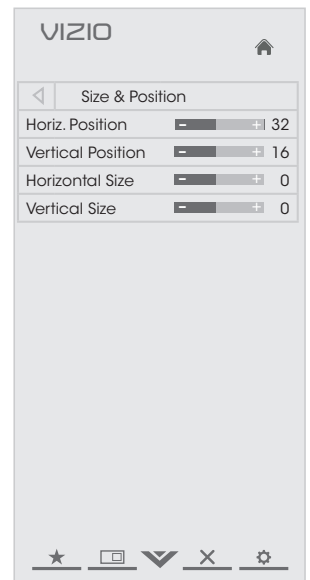 VIZIO
Size & Position
Horiz. Position - + 32
Vertical Position - + 16
Horizontal Size - + 0
Vertical Size - + 0